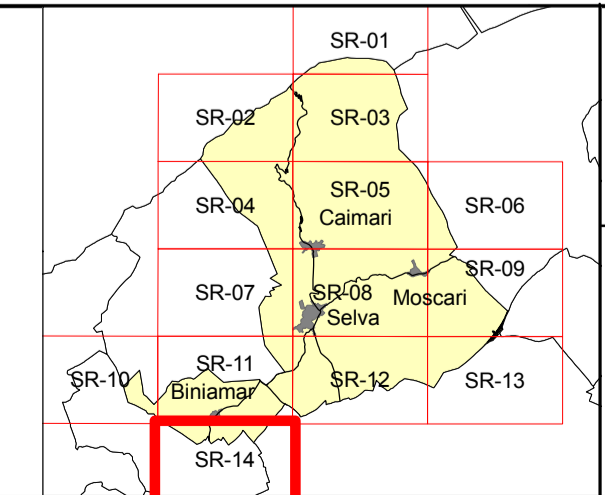 SR-01
SR-02
SR-03
SR-04
SR-05
SR-06
Caimari
SR-09
SR-07
SR-08
Moscari
Selva
SR-11
SR-10
Biniamar
SR-12
SR-13
SR-14